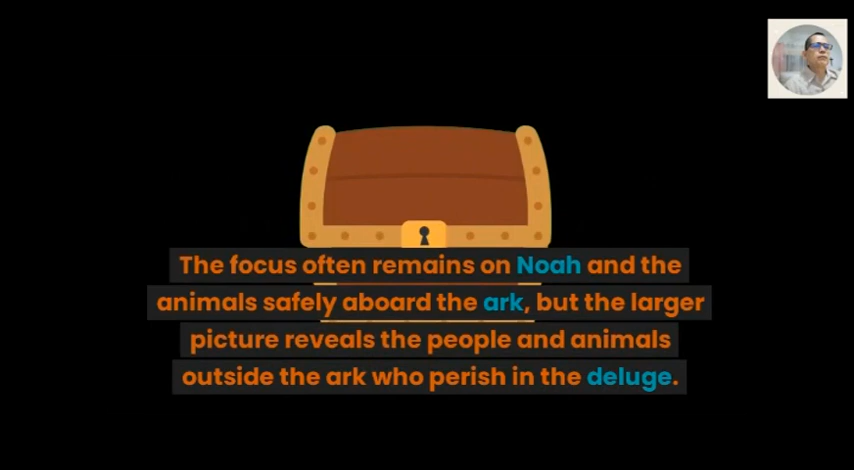 The focus often remains on Noah and the
animals safely aboard the ark, but the larger
picture reveals the people and animals
outside the ark who perish in the deluge.